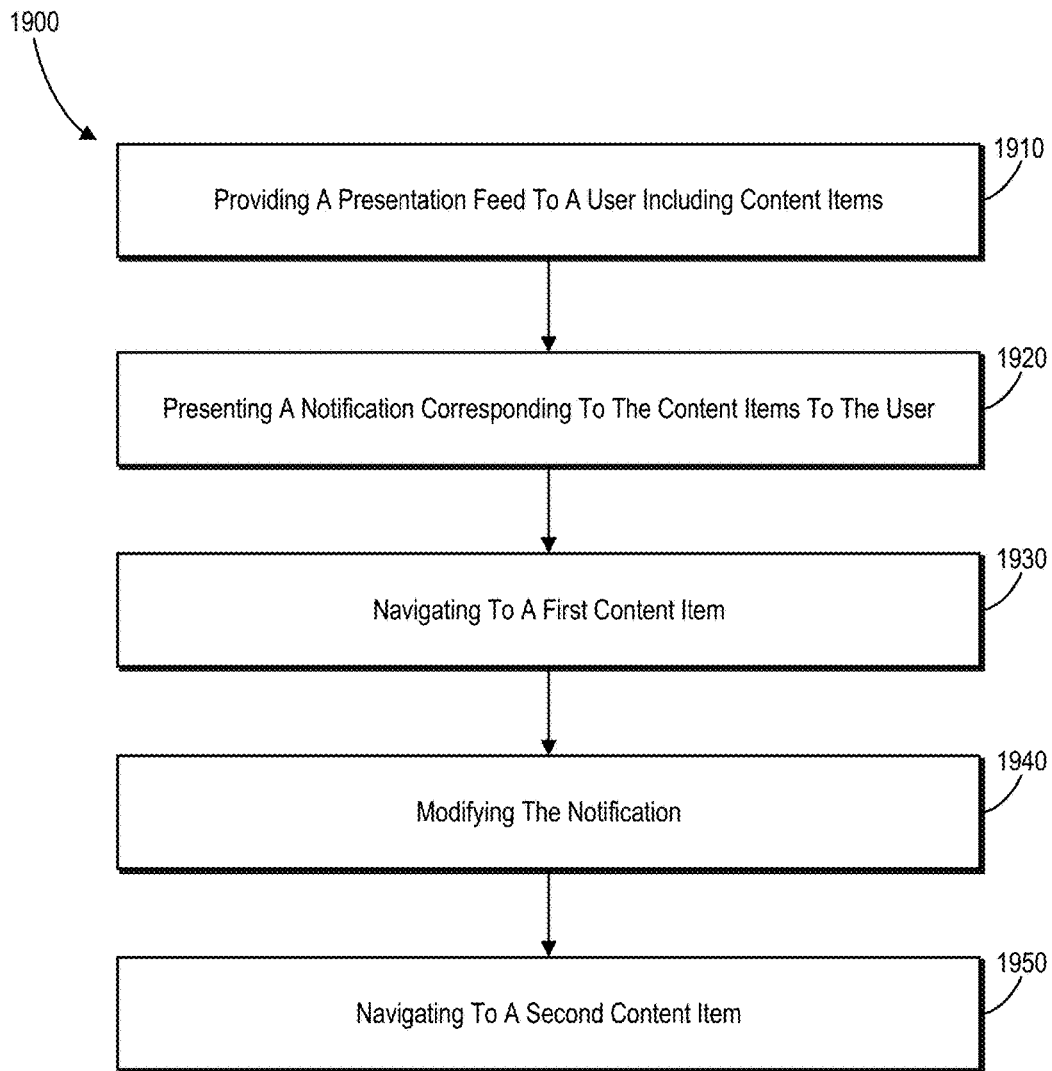 1900
1910
Providing A Presentation Feed To A User Including Content Items
1920
Presenting A Notification Corresponding To The Content Items To The User
1930
Navigating To A First Content Item
1940
Modifying The Notification
1950
Navigating To A Second Content Item